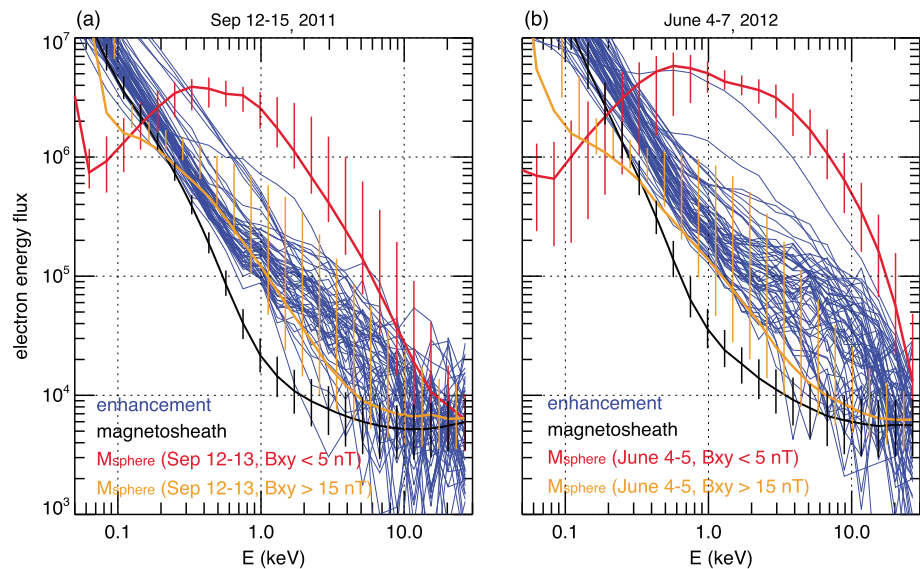 (a) Sep 12-15, 2011
(b) June 4-7, 2012
electron energy flux
10^7
10^6
10^5
10^4
10^3
enhancement
magnetosheath
Msphere (Sep 12-13, Bxy < 5 nT)
Msphere (Sep 12-13, Bxy > 15 nT)
enhancement
magnetosheath
Msphere (June 4-5, Bxy < 5 nT)
Msphere (June 4-5, Bxy > 15 nT)
0.1 1.0 10.0
0.1 1.0 10.0
E (keV)
E (keV)